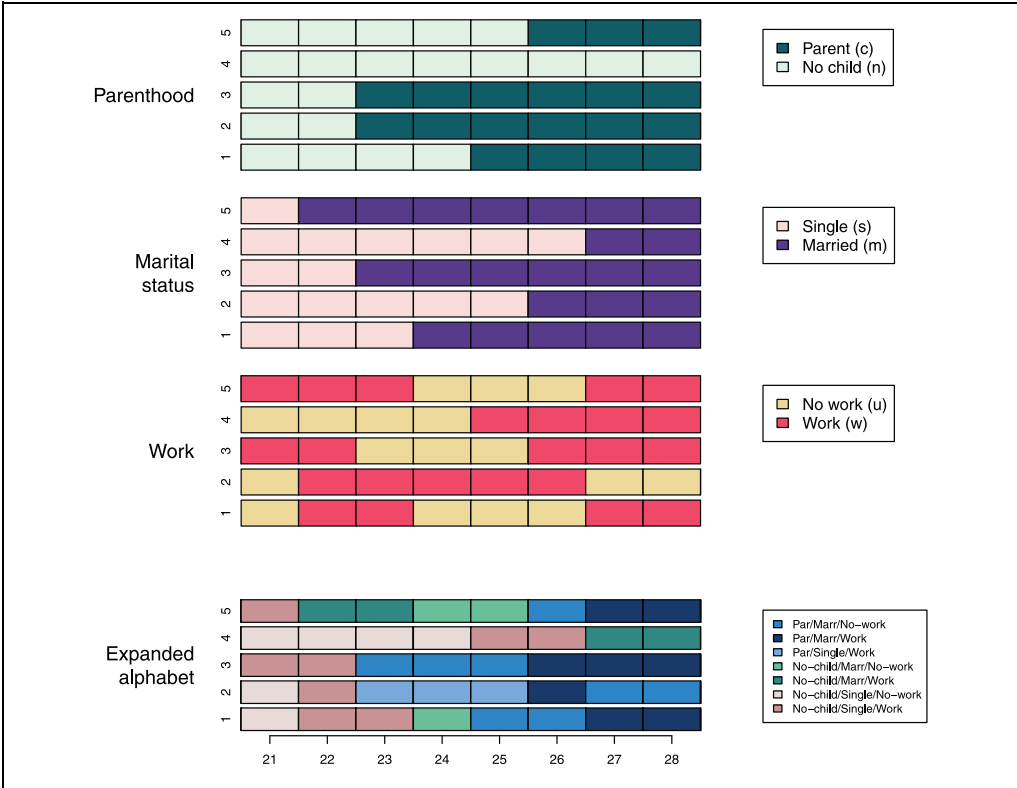 Parenthood
5
4
3
2
1
Parent (c)
No child (n)
Marital
status
5
4
3
2
1
Single (s)
Married (m)
Work
5
4
3
2
1
No work (u)
Work (w)
Expanded
alphabet
5
4
3
2
1
Par/Marr/No−work
Par/Marr/Work
Par/Single/Work
No−child/Marr/No−work
No−child/Marr/Work
No−child/Single/No−work
No−child/Single/Work
21 22 23 24 25 26 27 28